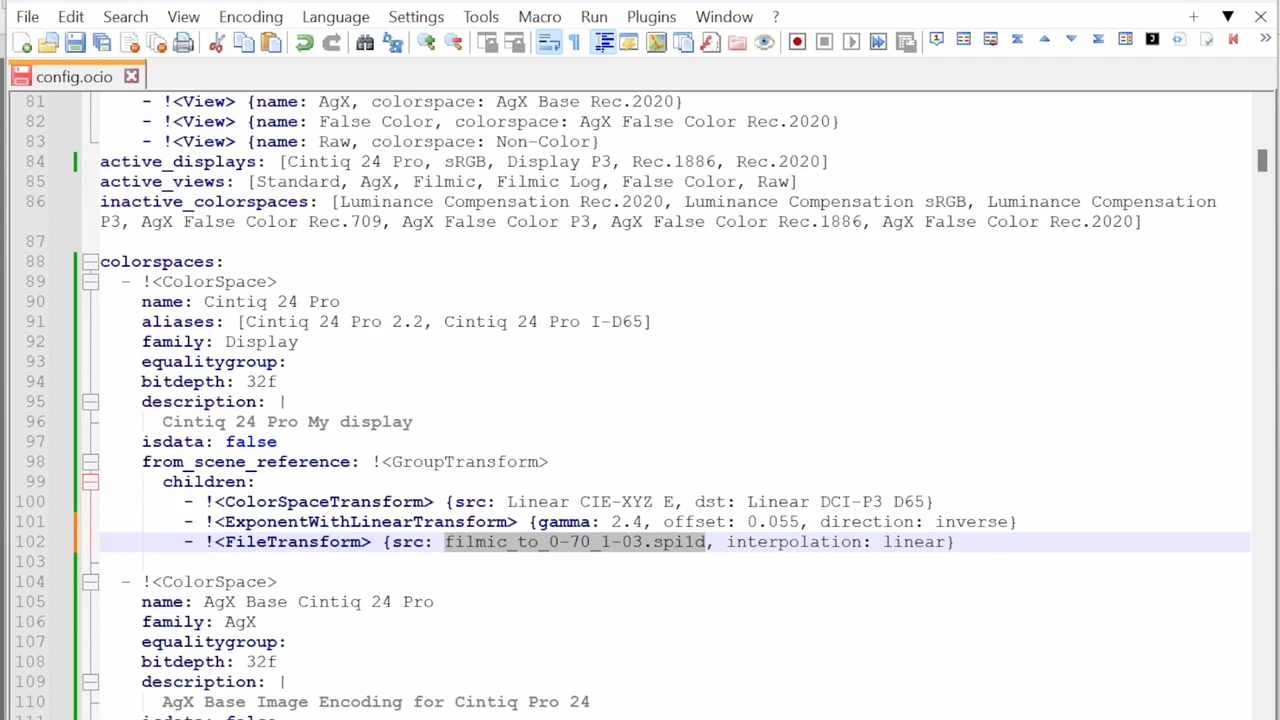 File Edit Search View Encoding Language Settings Tools Macro Run Plugins Window ?
config.ocio
81 - !<View> {name: AgX, colorspace: AgX Base Rec.2020}
82 - !<View> {name: False Color, colorspace: AgX False Color Rec.2020}
83 - !<View> {name: Raw, colorspace: Non-Color}
84 active_displays: [Cintiq 24 Pro, sRGB, Display P3, Rec.1886, Rec.2020]
85 active_views: [Standard, AgX, Filmic, Filmic Log, False Color, Raw]
86 inactive_colorspaces: [Luminance Compensation Rec.2020, Luminance Compensation sRGB, Luminance Compensation
P3, AgX False Color Rec.709, AgX False Color P3, AgX False Color Rec.1886, AgX False Color Rec.2020]
87
88 colorspaces:
89 - !<ColorSpace>
90 name: Cintiq 24 Pro
91 aliases: [Cintiq 24 Pro 2.2, Cintiq 24 Pro I-D65]
92 family: Display
93 equalitygroup:
94 bitdepth: 32f
95 description: |
96 Cintiq 24 Pro My display
97 isdata: false
98 from_scene_reference: !<GroupTransform>
99 children:
100 - !<ColorSpaceTransform> {src: Linear CIE-XYZ E, dst: Linear DCI-P3 D65}
101 - !<ExponentWithLinearTransform> {gamma: 2.4, offset: 0.055, direction: inverse}
102 - !<FileTransform> {src: filmic_to_0-70_1-03.spi1d, interpolation: linear}
103
104 - !<ColorSpace>
105 name: AgX Base Cintiq 24 Pro
106 family: AgX
107 equalitygroup:
108 bitdepth: 32f
109 description: |
110 AgX Base Image Encoding for Cintiq Pro 24
111 isdata: false